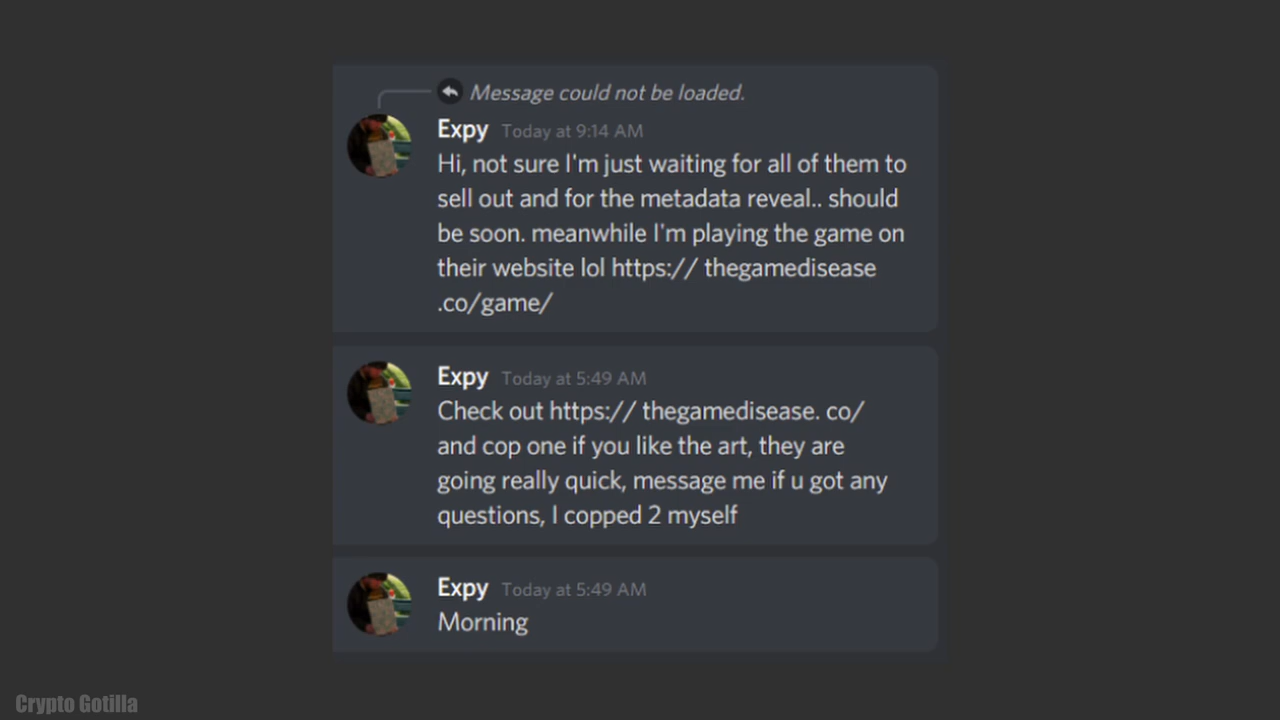 Message could not be loaded.
Expy Today at 9:14 AM
Hi, not sure I'm just waiting for all of them to
sell out and for the metadata reveal.. should
be soon. meanwhile I'm playing the game on
their website lol https:// thegamedisease
.co/game/
Expy Today at 5:49 AM
Check out https:// thegamedisease. co/
and cop one if you like the art, they are
going really quick, message me if u got any
questions, I copped 2 myself
Expy Today at 5:49 AM
Morning
Crypto Gotilla